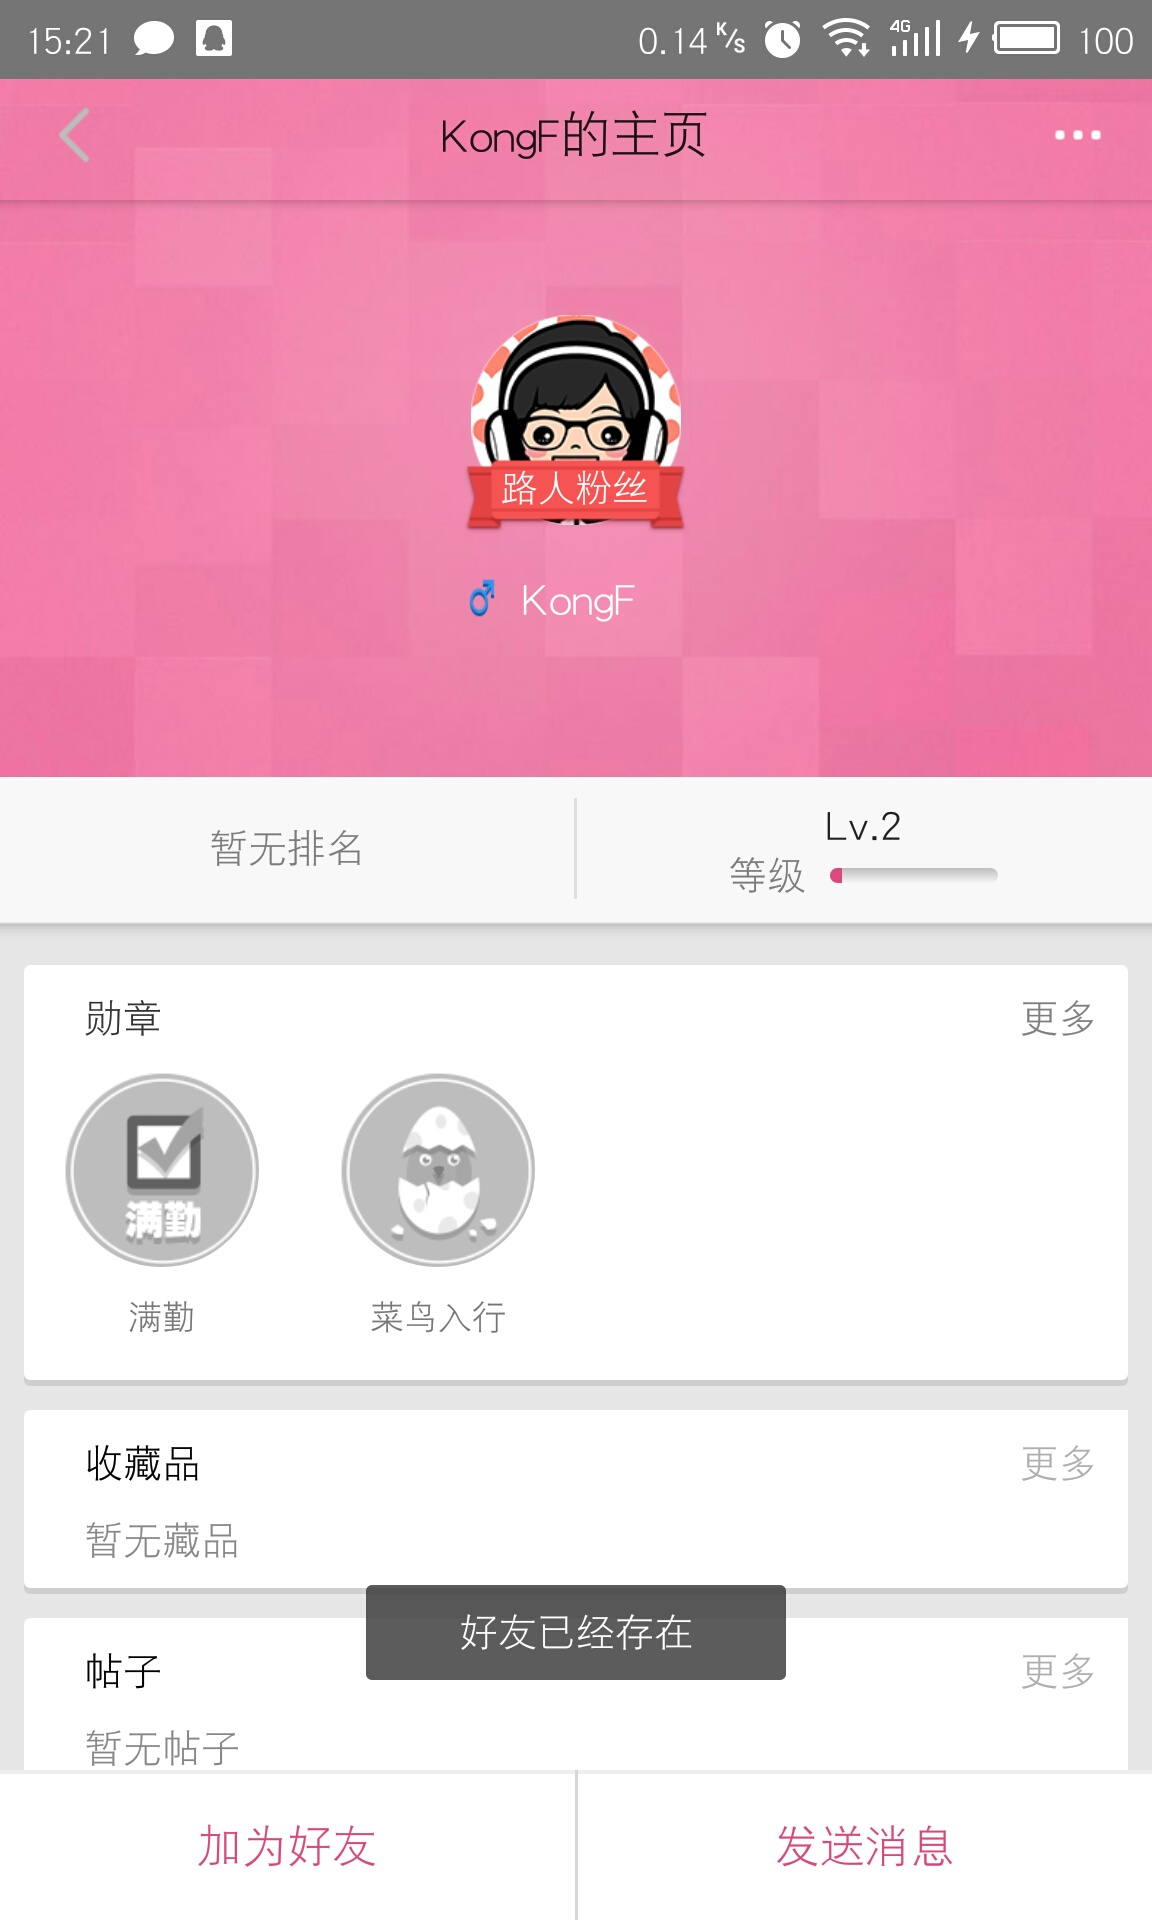 15:21
0.14 K/s
4G
100
KongF的主页
路人粉丝
KongF
暂无排名
Lv.2
等级
勋章
更多
满勤
满勤
菜鸟入行
收藏品
更多
暂无藏品
好友已经存在
帖子
更多
暂无帖子
加为好友
发送消息